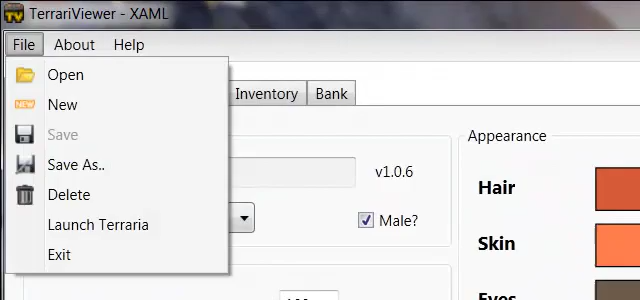 TerrariViewer - XAML
File About Help
Open
New
Save
Save As..
Delete
Launch Terraria
Exit
Inventory Bank
v1.0.6
Male?
Appearance
Hair
Skin
Eyes